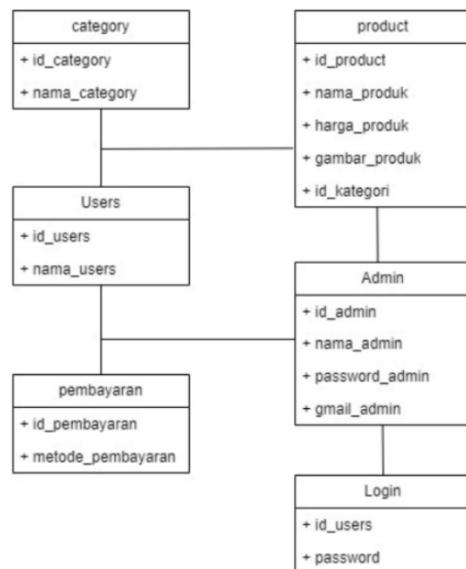 category
+ id_category
+ nama_category
product
+ id_product
+ nama_produk
+ harga_produk
+ gambar_produk
+ id_kategori
Users
+ id_users
+ nama_users
Admin
+ id_admin
+ nama_admin
+ password_admin
+ gmail_admin
pembayaran
+ id_pembayaran
+ metode_pembayaran
Login
+ id_users
+ password